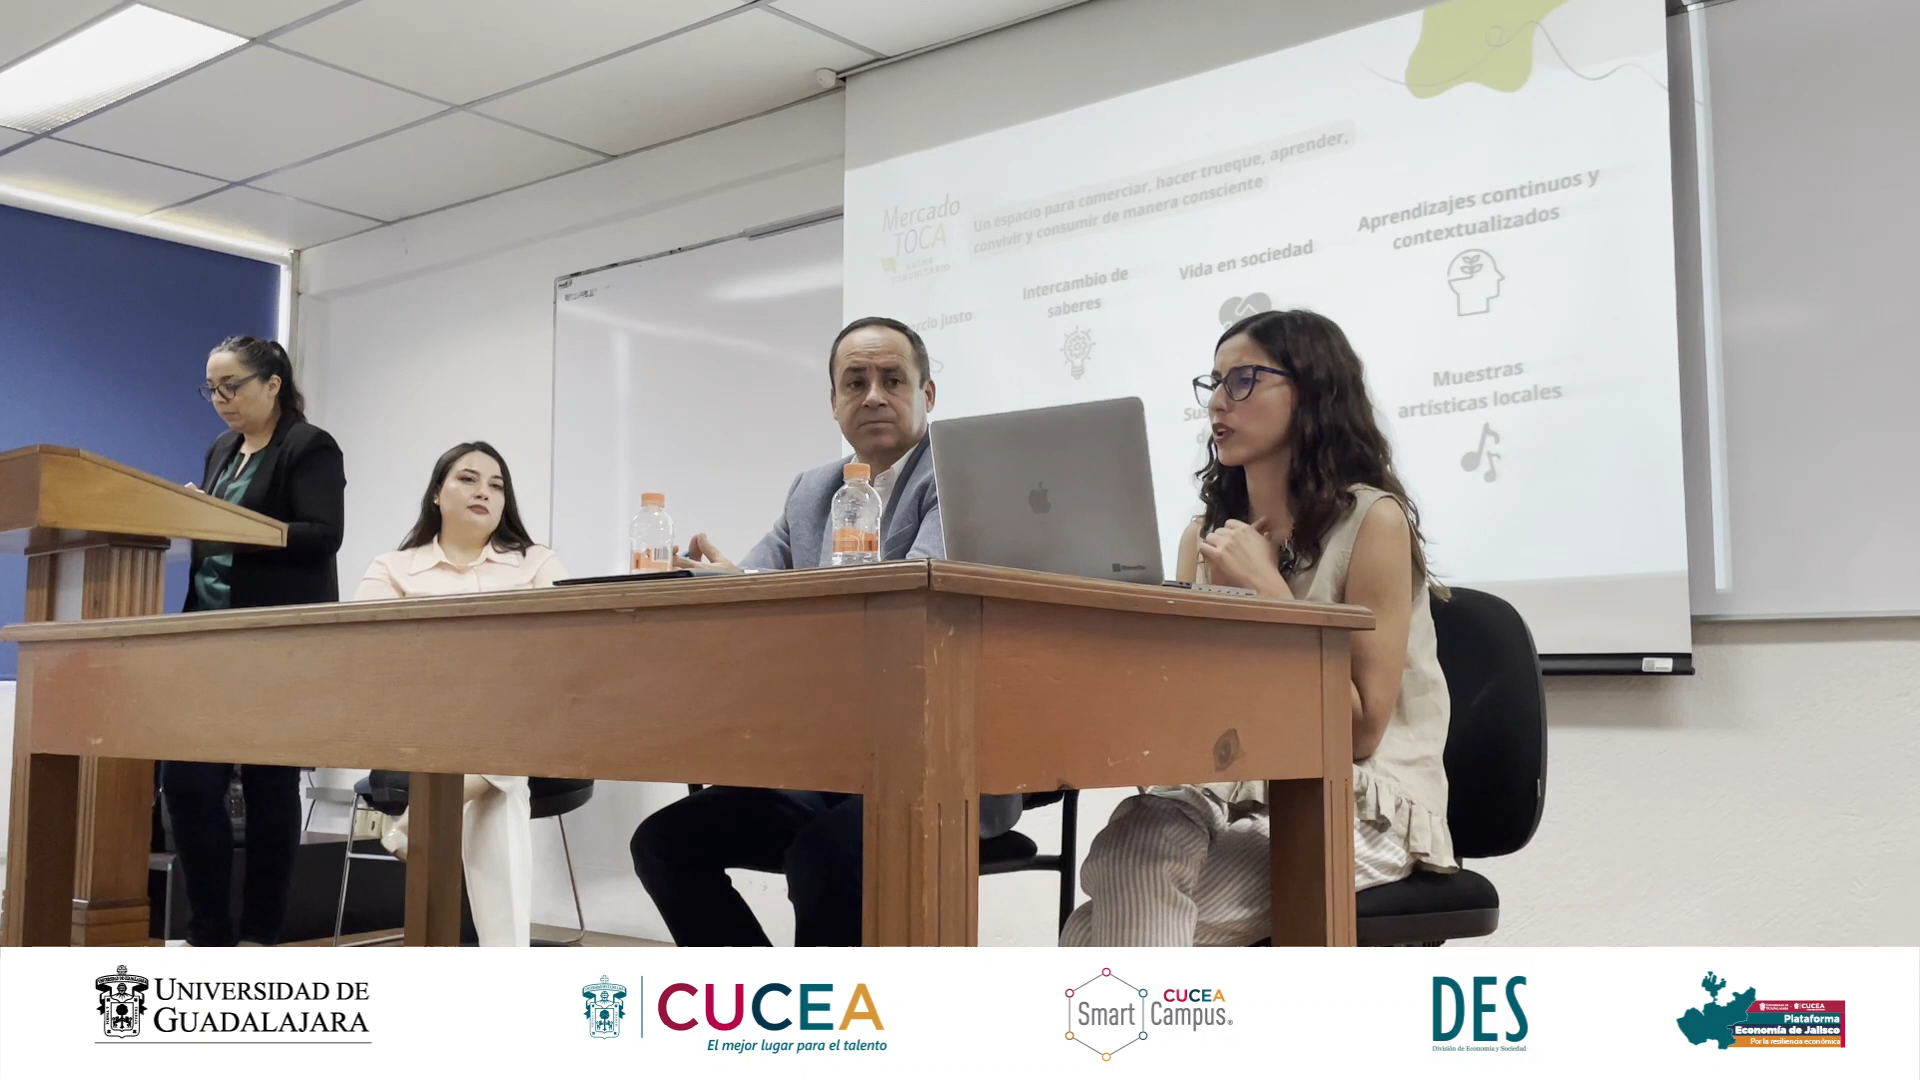 Mercado
TOCA
Un espacio para comerciar, hacer trueque, aprender,
convivir y consumir de manera consciente
Intercambio de
saberes
Vida en sociedad
Aprendizajes continuos y
contextualizados
justo
Muestras
artísticas locales
UNIVERSIDAD DE
GUADALAJARA
CUCEA
El mejor lugar para el talento
CUCEA
Smart Campus®
DES
División de Economía y Sociedad
CUCEA
Plataforma
Economía de Jalisco
Por la resiliencia económica